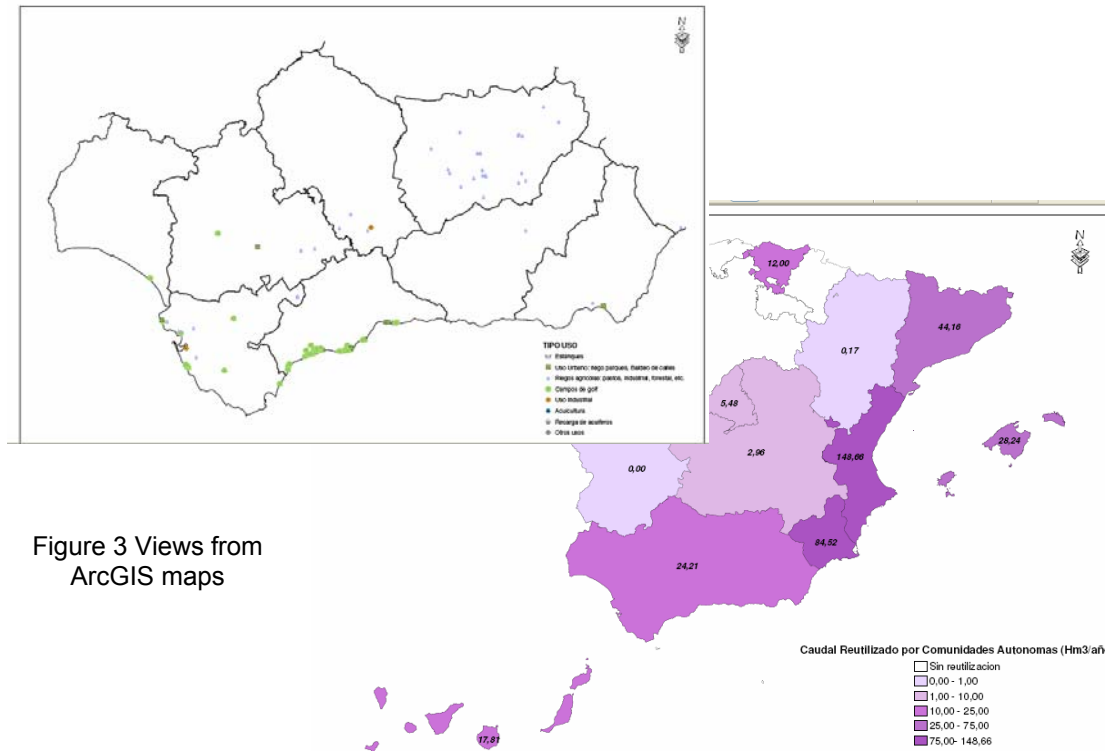 N
TIPO USO
Estanques
Uso Urbano: riego parques, Baldeo de calles
Riegos agrícolas: pastos, industrial, forestal, etc.
Campos de golf
Uso Industrial
Acuicultura
Recarga de acuíferos
Otros usos
N
12,00
0,17
44,16
5,48
2,96
148,66
28,24
0,00
84,52
24,21
17,81
Figure 3 Views from
ArcGIS maps
Caudal Reutilizado por Comunidades Autonomas (Hm3/añ
Sin reutilizacion
0,00 - 1,00
1,00 - 10,00
10,00 - 25,00
25,00 - 75,00
75,00- 148,66